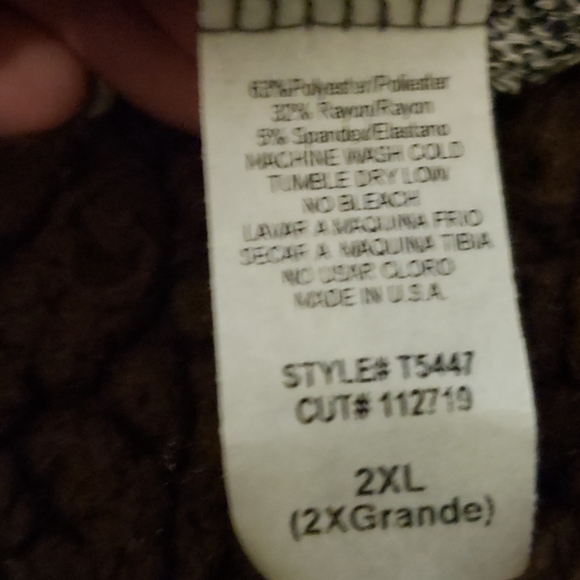 63% Polyester/Poliester
32% Rayon/Rayon
5% Spandex/Elastano
MACHINE WASH COLD
TUMBLE DRY LOW
NO BLEACH
LAVAR A MAQUINA FRIO
SECAR A MAQUINA TIBIA
NO USAR CLORO
MADE IN U.S.A.
STYLE# T5447
CUT# 112719
2XL
(2XGrande)